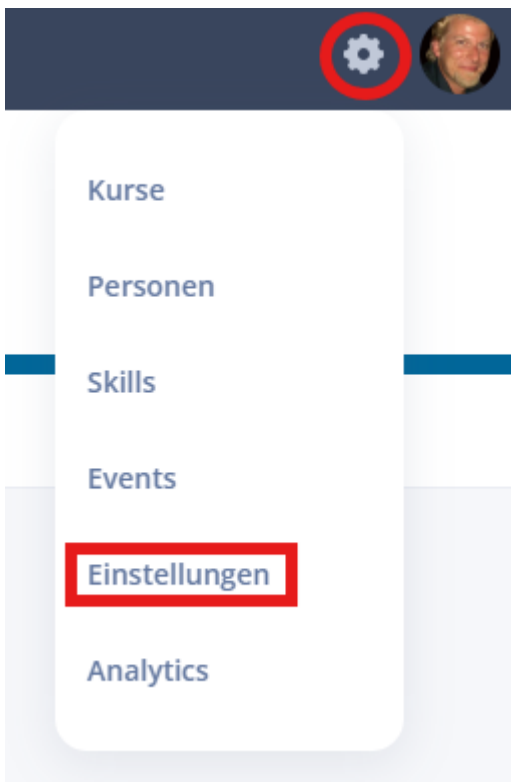 Kurse
Personen
Skills
Events
Einstellungen
Analytics